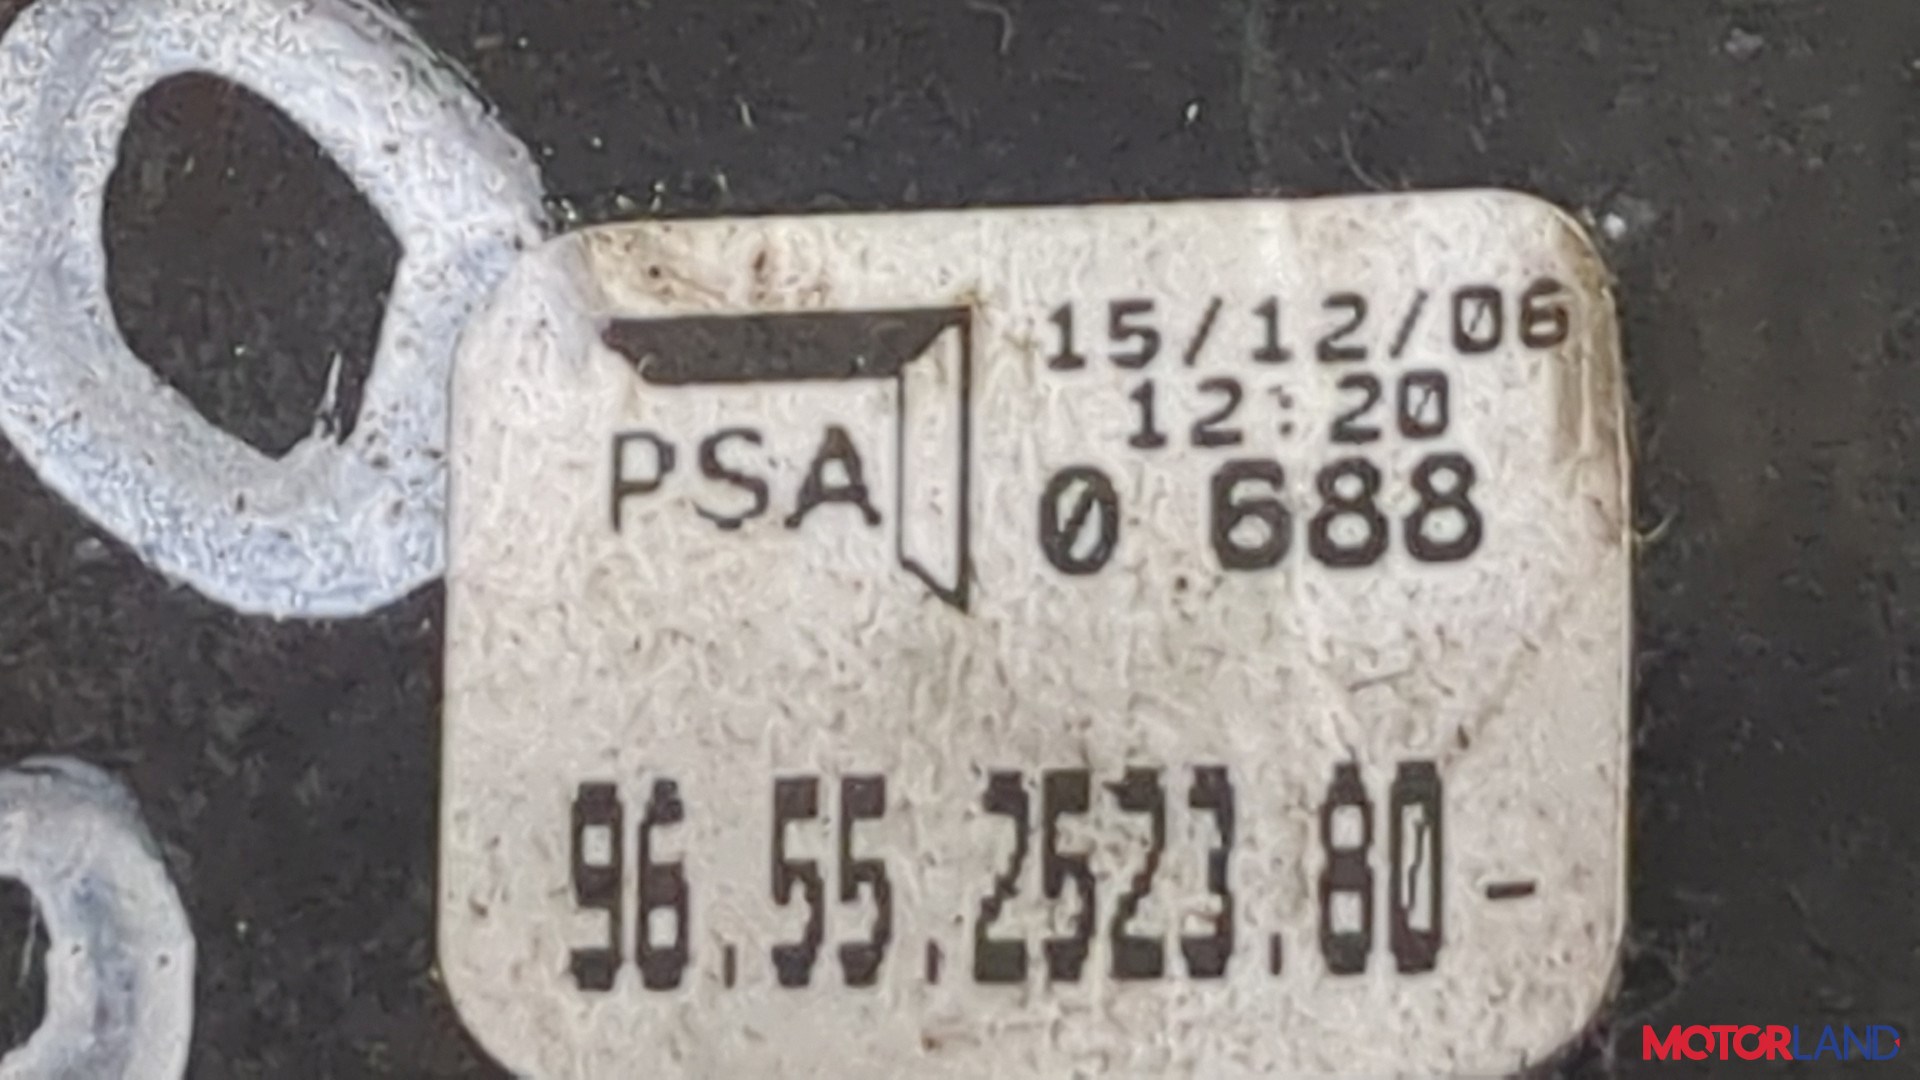 15/12/06
12:20
PSA
0 688
96.55.2523.80-
MOTORLAND